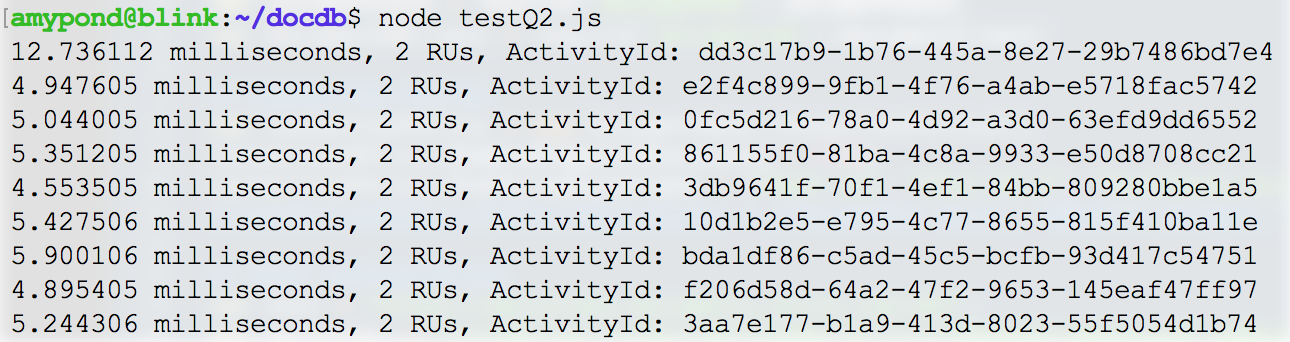 [amypond@blink:~/docdb$ node testQ2.js
12.736112 milliseconds, 2 RUs, ActivityId: dd3c17b9-1b76-445a-8e27-29b7486bd7e4
4.947605 milliseconds, 2 RUs, ActivityId: e2f4c899-9fb1-4f76-a4ab-e5718fac5742
5.044005 milliseconds, 2 RUs, ActivityId: 0fc5d216-78a0-4d92-a3d0-63efd9dd6552
5.351205 milliseconds, 2 RUs, ActivityId: 861155f0-81ba-4c8a-9933-e50d8708cc21
4.553505 milliseconds, 2 RUs, ActivityId: 3db9641f-70f1-4ef1-84bb-809280bbe1a5
5.427506 milliseconds, 2 RUs, ActivityId: 10d1b2e5-e795-4c77-8655-815f410ba11e
5.900106 milliseconds, 2 RUs, ActivityId: bda1df86-c5ad-45c5-bcfb-93d417c54751
4.895405 milliseconds, 2 RUs, ActivityId: f206d58d-64a2-47f2-9653-145eaf47ff97
5.244306 milliseconds, 2 RUs, ActivityId: 3aa7e177-b1a9-413d-8023-55f5054d1b74